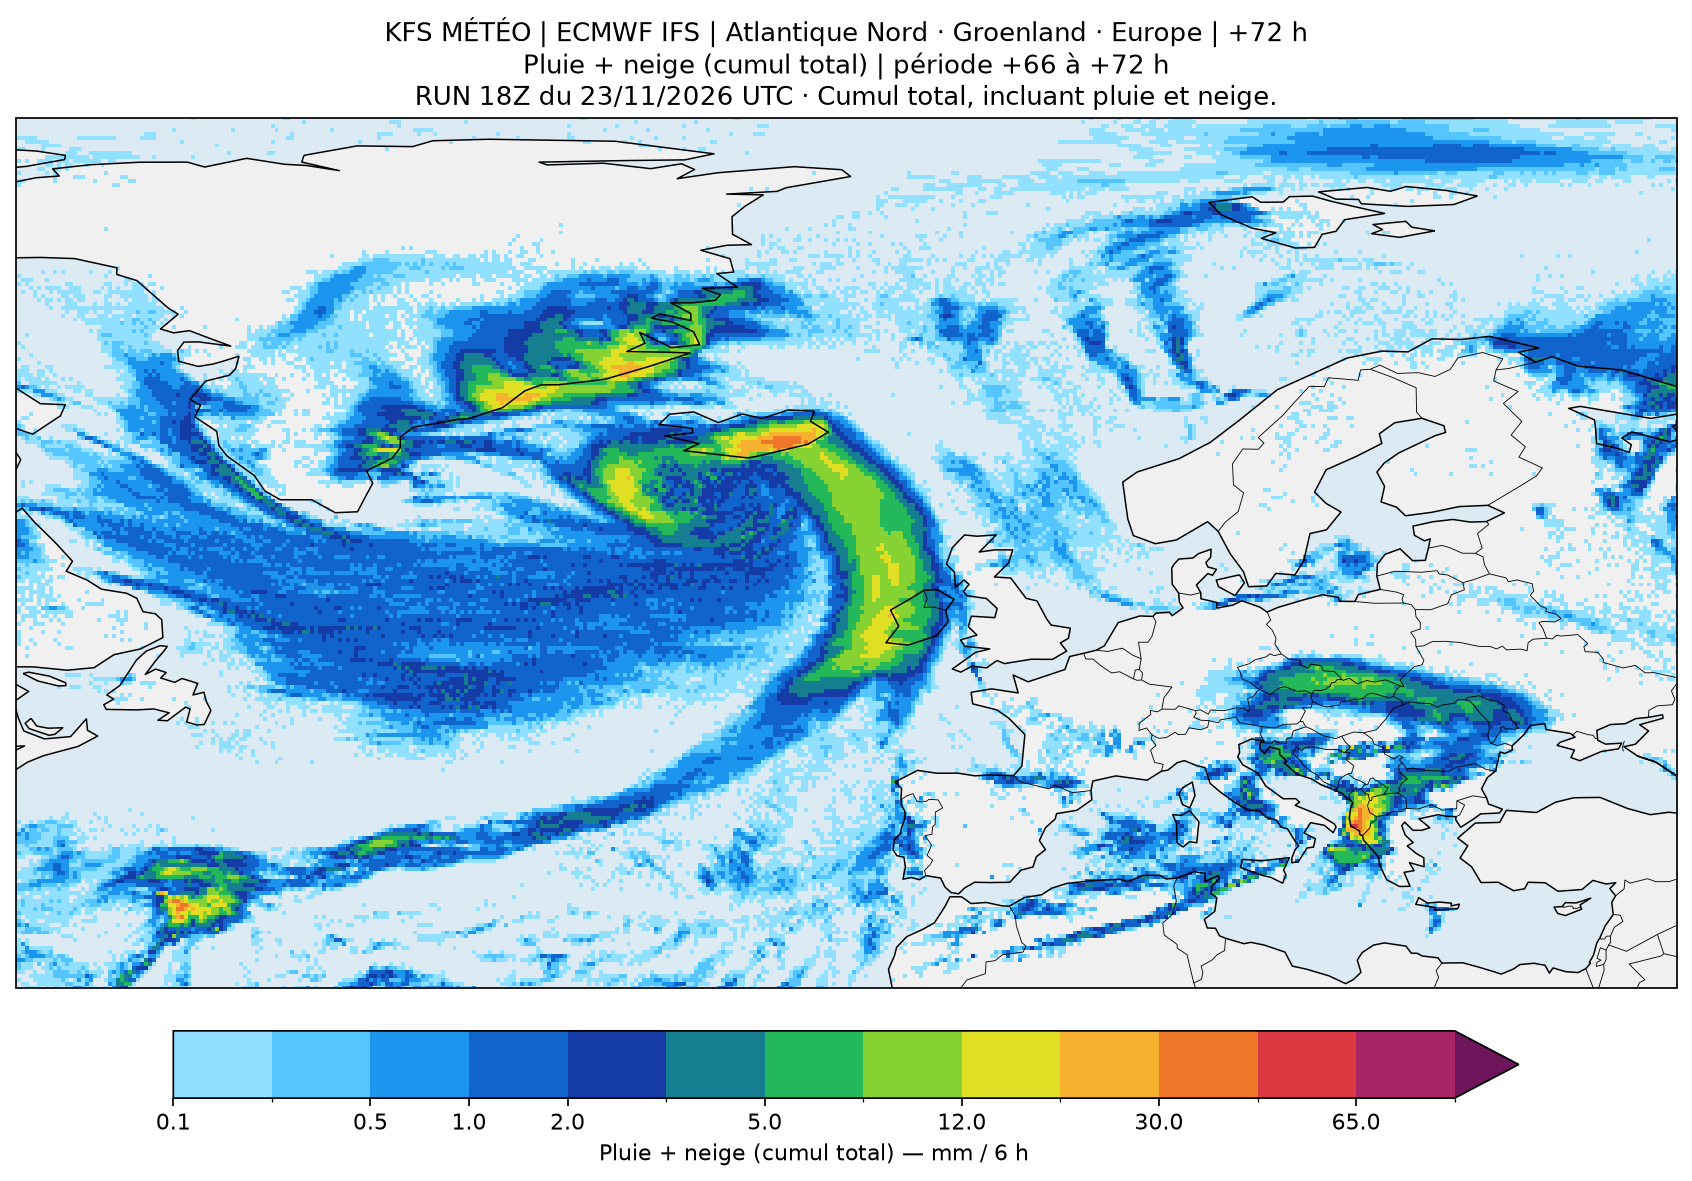 KFS MÉTÉO | ECMWF IFS | Atlantique Nord · Groenland · Europe | +72 h
Pluie + neige (cumul total) | période +66 à +72 h
RUN 18Z du 23/11/2026 UTC · Cumul total, incluant pluie et neige.
0.1 0.5 1.0 2.0 5.0 12.0 30.0 65.0
Pluie + neige (cumul total) — mm / 6 h